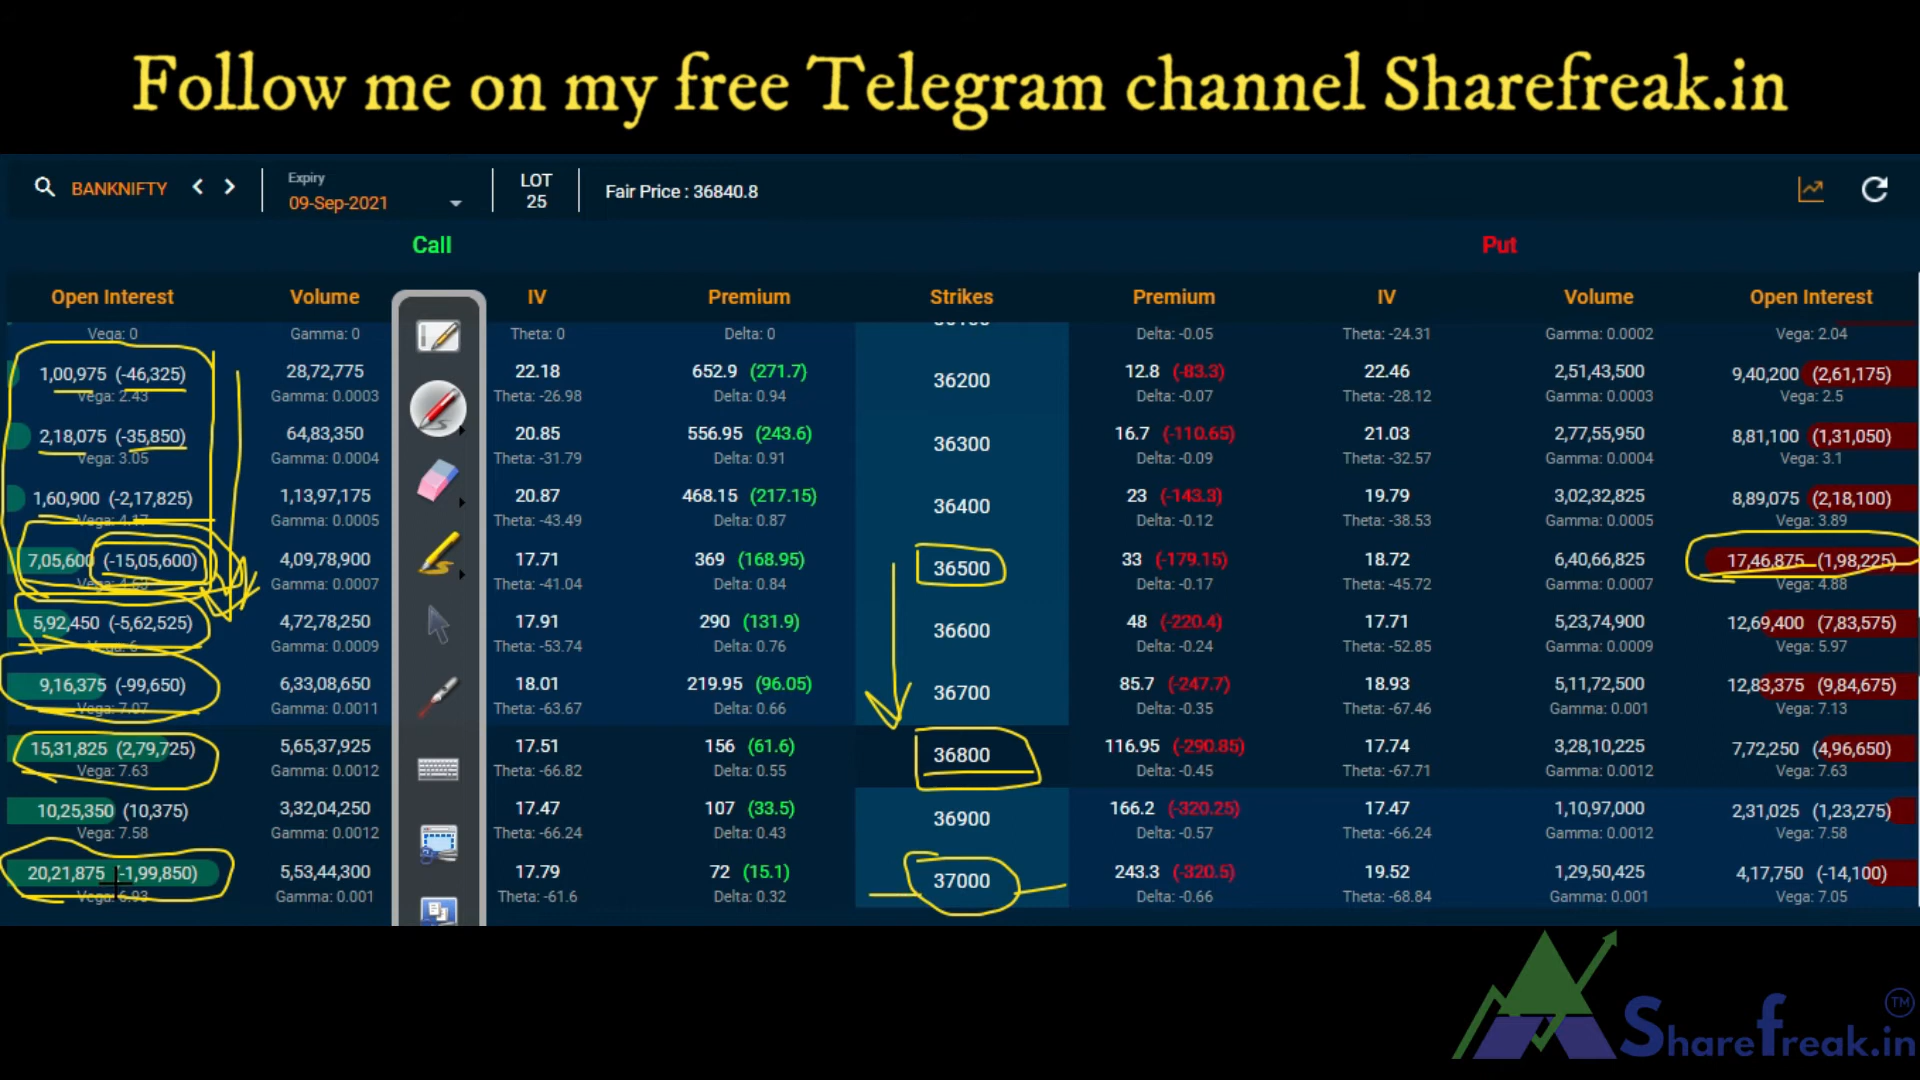 Follow me on my free Telegram channel Sharefreak.in
BANKNIFTY < > Expiry 09-Sep-2021 LOT 25 Fair Price : 36840.8
Call Put
Open Interest Volume IV Premium Strikes Premium IV Volume Open Interest
Vega: 0 Gamma: 0 Theta: 0 Delta: 0 Delta: -0.05 Theta: -24.31 Gamma: 0.0002 Vega: 2.04
1,00,975 (-46,325) 28,72,775 22.18 652.9 (271.7) 36200 12.8 (-83.3) 22.46 2,51,43,500 9,40,200 (2,61,175)
Vega: 2.43 Gamma: 0.0003 Theta: -26.98 Delta: 0.94 Delta: -0.07 Theta: -28.12 Gamma: 0.0003 Vega: 2.5
2,18,075 (-35,850) 64,83,350 20.85 556.95 (243.6) 36300 16.7 (-110.65) 21.03 2,77,55,950 8,81,100 (1,31,050)
Vega: 3.05 Gamma: 0.0004 Theta: -31.79 Delta: 0.91 Delta: -0.09 Theta: -32.57 Gamma: 0.0004 Vega: 3.1
1,60,900 (-2,17,825) 1,13,97,175 20.87 468.15 (217.15) 36400 23 (-143.3) 19.79 3,02,32,825 8,89,075 (2,18,100)
Vega: 4.17 Gamma: 0.0005 Theta: -43.49 Delta: 0.87 Delta: -0.12 Theta: -38.53 Gamma: 0.0005 Vega: 3.89
7,05,600 (-15,05,600) 4,09,78,900 17.71 369 (168.95) 36500 33 (-179.15) 18.72 6,40,66,825 17,46,875 (1,98,225)
Vega: 4.63 Gamma: 0.0007 Theta: -41.04 Delta: 0.84 Delta: -0.17 Theta: -45.72 Gamma: 0.0007 Vega: 4.88
5,92,450 (-5,62,525) 4,72,78,250 17.91 290 (131.9) 36600 48 (-220.4) 17.71 5,23,74,900 12,69,400 (7,83,575)
Vega: 6 Gamma: 0.0009 Theta: -53.74 Delta: 0.76 Delta: -0.24 Theta: -52.85 Gamma: 0.0009 Vega: 5.97
9,16,375 (-99,650) 6,33,08,650 18.01 219.95 (96.05) 36700 85.7 (-247.7) 18.93 5,11,72,500 12,83,375 (9,84,675)
Vega: 7.07 Gamma: 0.0011 Theta: -63.67 Delta: 0.66 Delta: -0.35 Theta: -67.46 Gamma: 0.001 Vega: 7.13
15,31,825 (2,79,725) 5,65,37,925 17.51 156 (61.6) 36800 116.95 (-290.85) 17.74 3,28,10,225 7,72,250 (4,96,650)
Vega: 7.63 Gamma: 0.0012 Theta: -66.82 Delta: 0.55 Delta: -0.45 Theta: -67.71 Gamma: 0.0012 Vega: 7.63
10,25,350 (10,375) 3,32,04,250 17.47 107 (33.5) 36900 166.2 (-320.25) 17.47 1,10,97,000 2,31,025 (1,23,275)
Vega: 7.58 Gamma: 0.0012 Theta: -66.24 Delta: 0.43 Delta: -0.57 Theta: -66.24 Gamma: 0.0012 Vega: 7.58
20,21,875 (-1,99,850) 5,53,44,300 17.79 72 (15.1) 37000 243.3 (-320.5) 19.52 1,29,50,425 4,17,750 (-14,100)
Vega: 6.93 Gamma: 0.001 Theta: -61.6 Delta: 0.32 Delta: -0.66 Theta: -68.84 Gamma: 0.001 Vega: 7.05
ShareFreak.in TM